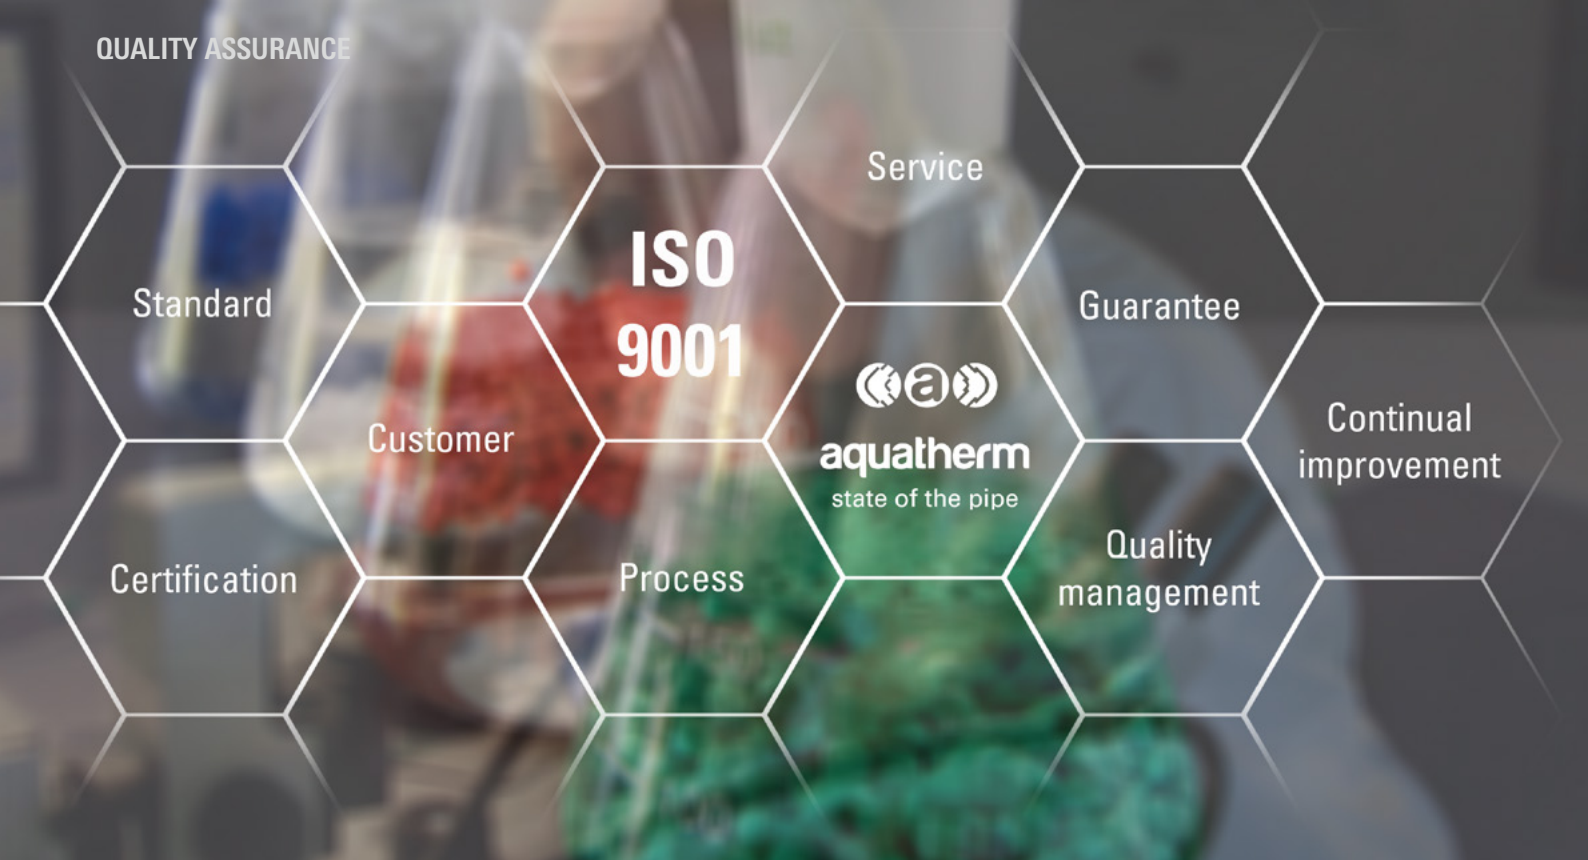 QUALITY ASSURANCE
Service
ISO
9001
Standard
Guarantee
aquatherm
state of the pipe
Customer
Continual
improvement
Certification
Process
Quality
management